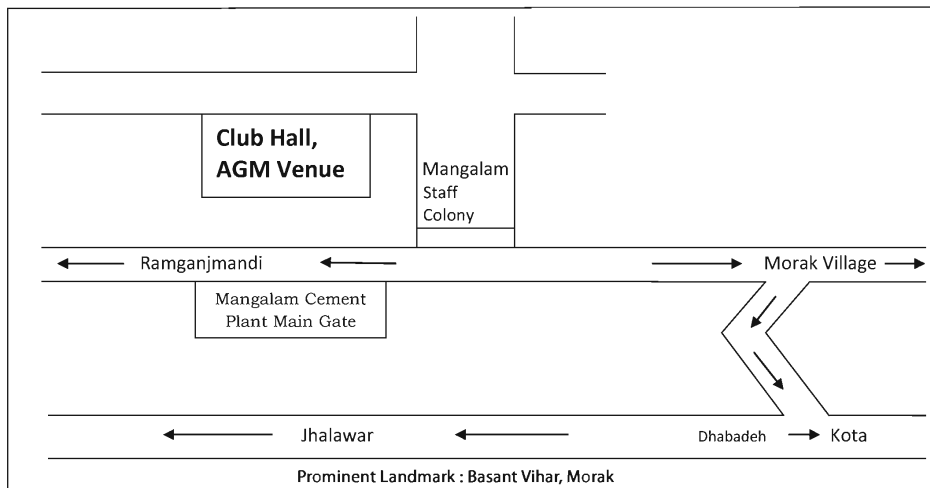 Club Hall,
AGM Venue
Mangalam
Staff
Colony
Ramganjmandi
Morak Village
Mangalam Cement
Plant Main Gate
Jhalawar
Dhabadeh
Kota
Prominent Landmark : Basant Vihar, Morak